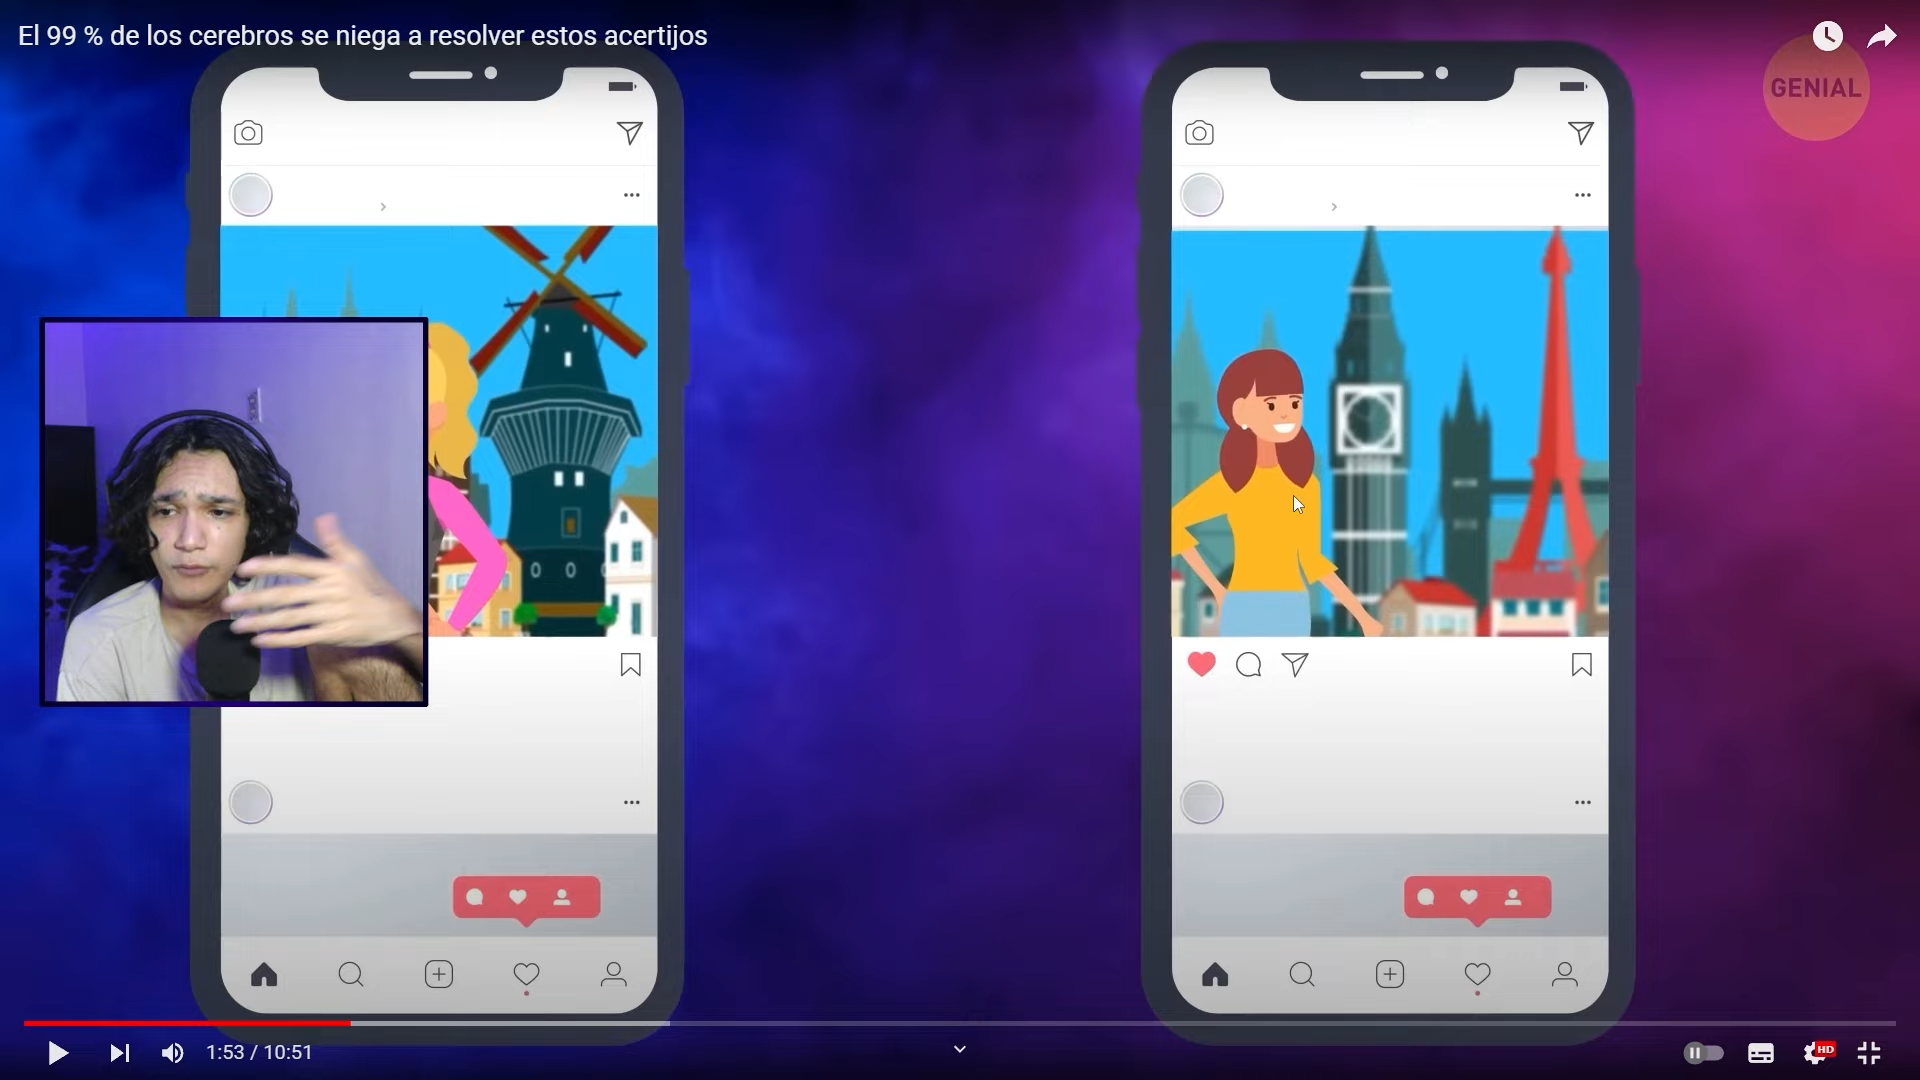 El 99 % de los cerebros se niega a resolver estos acertijos
GENIAL
1:53 / 10:51
HD